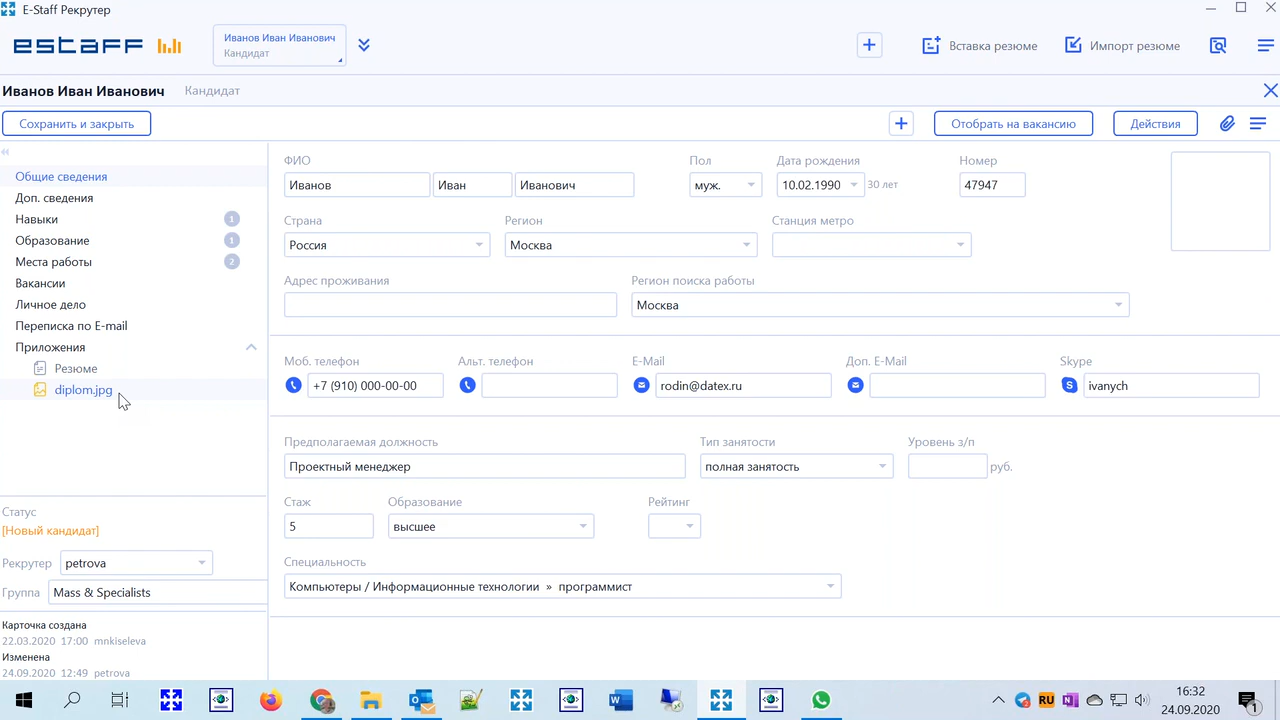 E-Staff Рекрутер
estaff
Иванов Иван Иванович
Кандидат
Вставка резюме
Импорт резюме
Иванов Иван Иванович Кандидат
Сохранить и закрыть
Отобрать на вакансию
Действия
Общие сведения
Доп. сведения
Навыки 1
Образование 1
Места работы 2
Вакансии
Личное дело
Переписка по E-mail
Приложения
Резюме
diplom.jpg
Статус
[Новый кандидат]
Рекрутер petrova
Группа Mass & Specialists
Карточка создана
22.03.2020 17:00 mnkiseleva
Изменена
24.09.2020 12:49 petrova
ФИО Пол Дата рождения Номер
Иванов Иван Иванович муж. 10.02.1990 30 лет 47947
Страна Регион Станция метро
Россия Москва
Адрес проживания Регион поиска работы
Москва
Моб. телефон Альт. телефон E-Mail Доп. E-Mail Skype
+7 (910) 000-00-00 rodin@datex.ru S ivanych
Предполагаемая должность Тип занятости Уровень з/п
Проектный менеджер полная занятость руб.
Стаж Образование Рейтинг
5 высшее
Специальность
Компьютеры / Информационные технологии » программист
RU
16:32
24.09.2020
1